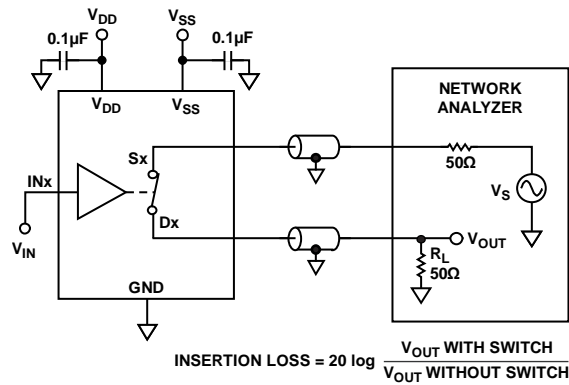 VDD
VSS
0.1µF
0.1µF
VDD
VSS
NETWORK
ANALYZER
Sx
50Ω
INx
VS
Dx
VOUT
VIN
RL
50Ω
GND
INSERTION LOSS = 20 log VOUT WITH SWITCH
VOUT WITHOUT SWITCH